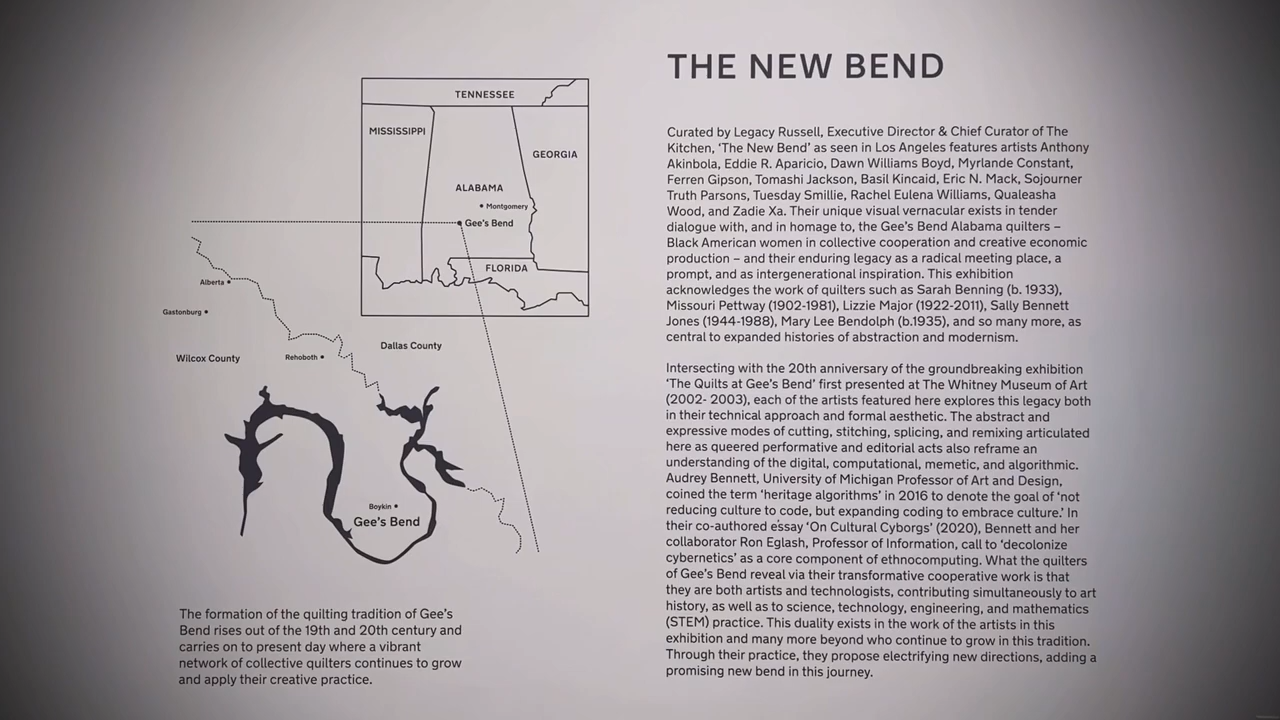 TENNESSEE
MISSISSIPPI
GEORGIA
ALABAMA
Montgomery
Gee's Bend
FLORIDA
Alberta
Gastonburg
Dallas County
Wilcox County
Rehoboth
Boykin
Gee's Bend
The formation of the quilting tradition of Gee's
Bend rises out of the 19th and 20th century and
carries on to present day where a vibrant
network of collective quilters continues to grow
and apply their creative practice.
THE NEW BEND
Curated by Legacy Russell, Executive Director & Chief Curator of The
Kitchen, 'The New Bend' as seen in Los Angeles features artists Anthony
Akinbola, Eddie R. Aparicio, Dawn Williams Boyd, Myrlande Constant,
Ferren Gipson, Tomashi Jackson, Basil Kincaid, Eric N. Mack, Sojourner
Truth Parsons, Tuesday Smillie, Rachel Eulena Williams, Qualeasha
Wood, and Zadie Xa. Their unique visual vernacular exists in tender
dialogue with, and in homage to, the Gee's Bend Alabama quilters –
Black American women in collective cooperation and creative economic
production – and their enduring legacy as a radical meeting place, a
prompt, and as intergenerational inspiration. This exhibition
acknowledges the work of quilters such as Sarah Benning (b. 1933),
Missouri Pettway (1902-1981), Lizzie Major (1922-2011), Sally Bennett
Jones (1944-1988), Mary Lee Bendolph (b.1935), and so many more, as
central to expanded histories of abstraction and modernism.
Intersecting with the 20th anniversary of the groundbreaking exhibition
'The Quilts at Gee's Bend' first presented at The Whitney Museum of Art
(2002- 2003), each of the artists featured here explores this legacy both
in their technical approach and formal aesthetic. The abstract and
expressive modes of cutting, stitching, splicing, and remixing articulated
here as queered performative and editorial acts also reframe an
understanding of the digital, computational, memetic, and algorithmic.
Audrey Bennett, University of Michigan Professor of Art and Design,
coined the term 'heritage algorithms' in 2016 to denote the goal of 'not
reducing culture to code, but expanding coding to embrace culture.' In
their co-authored essay 'On Cultural Cyborgs' (2020), Bennett and her
collaborator Ron Eglash, Professor of Information, call to 'decolonize
cybernetics' as a core component of ethnocomputing. What the quilters
of Gee's Bend reveal via their transformative cooperative work is that
they are both artists and technologists, contributing simultaneously to art
history, as well as to science, technology, engineering, and mathematics
(STEM) practice. This duality exists in the work of the artists in this
exhibition and many more beyond who continue to grow in this tradition.
Through their practice, they propose electrifying new directions, adding a
promising new bend in this journey.